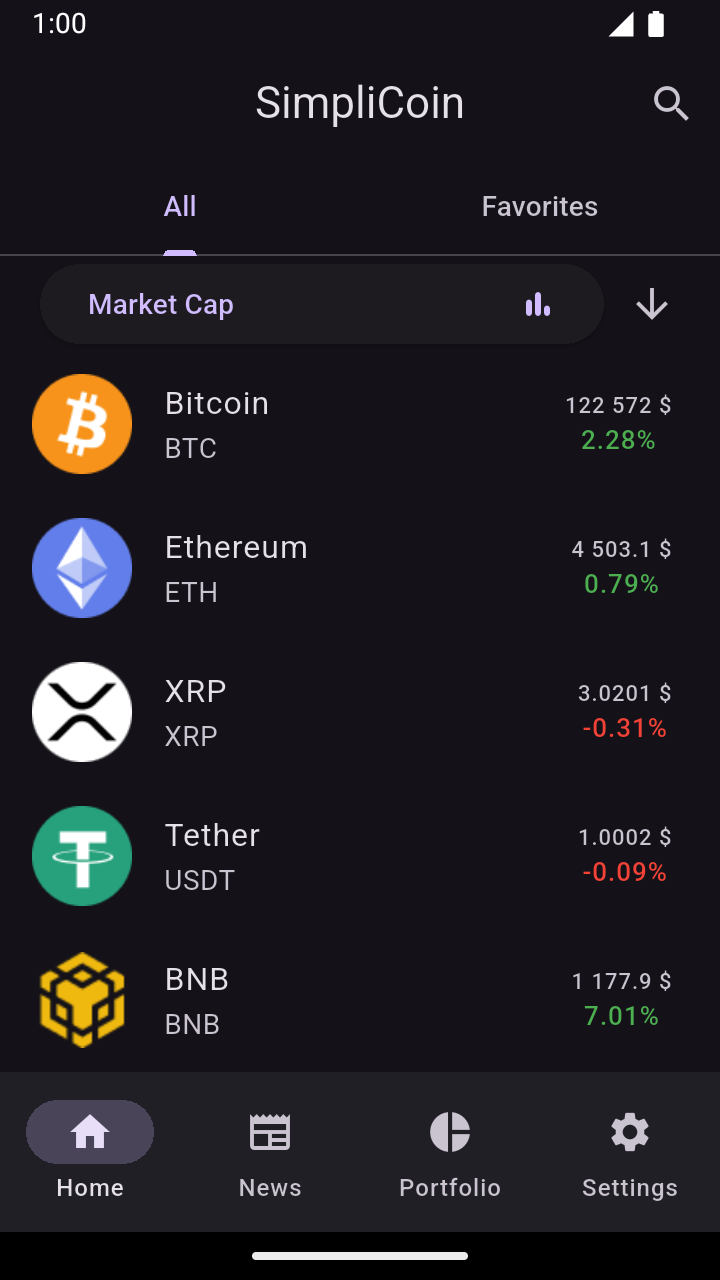 1:00
SimpliCoin
All
Favorites
Market Cap
Bitcoin
122 572 $
BTC
2.28%
Ethereum
4 503.1 $
ETH
0.79%
XRP
3.0201 $
XRP
-0.31%
Tether
1.0002 $
USDT
-0.09%
BNB
1 177.9 $
BNB
7.01%
Home
News
Portfolio
Settings